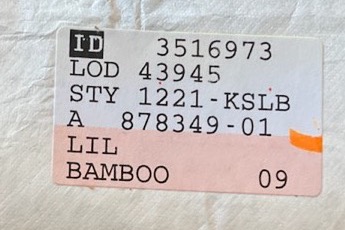 ID 3516973
LOD 43945
STY 1221-KSLB
A 878349-01
LIL
BAMBOO 09